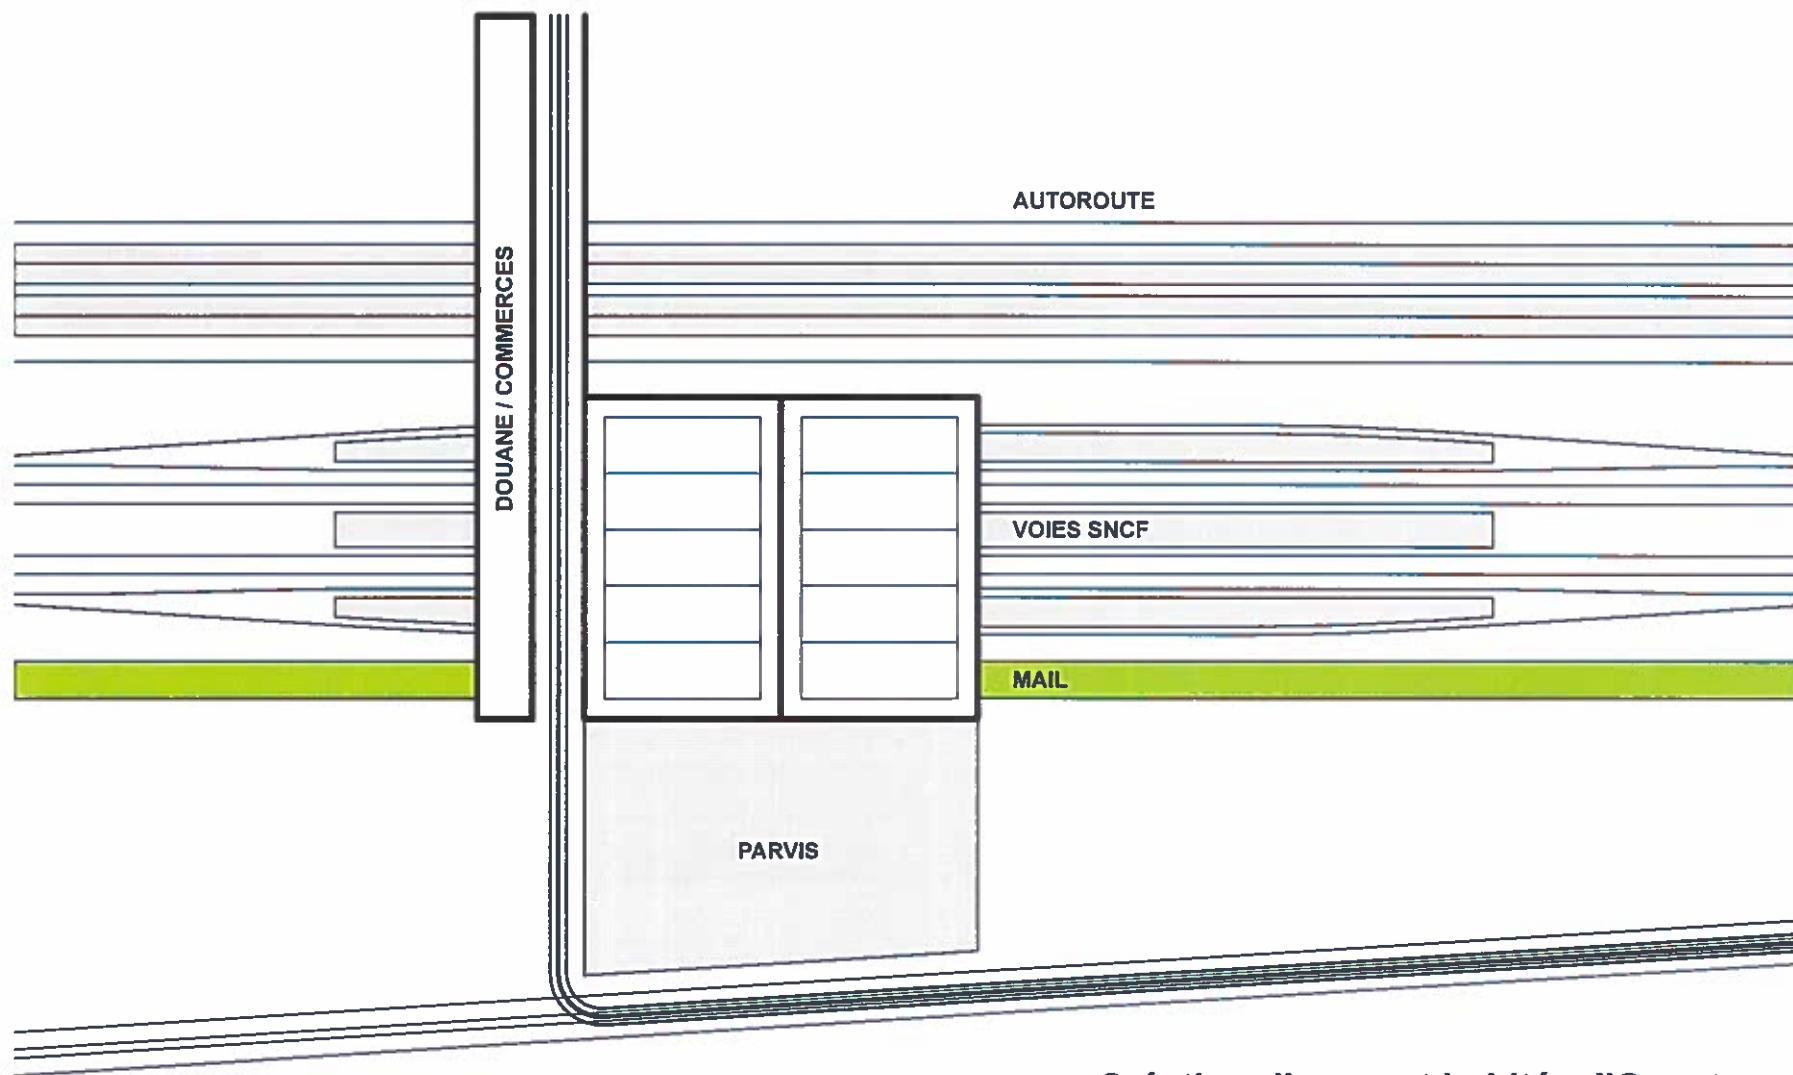 AUTOROUTE
DOUANE / COMMERCES
VOIES SNCF
MAIL
PARVIS